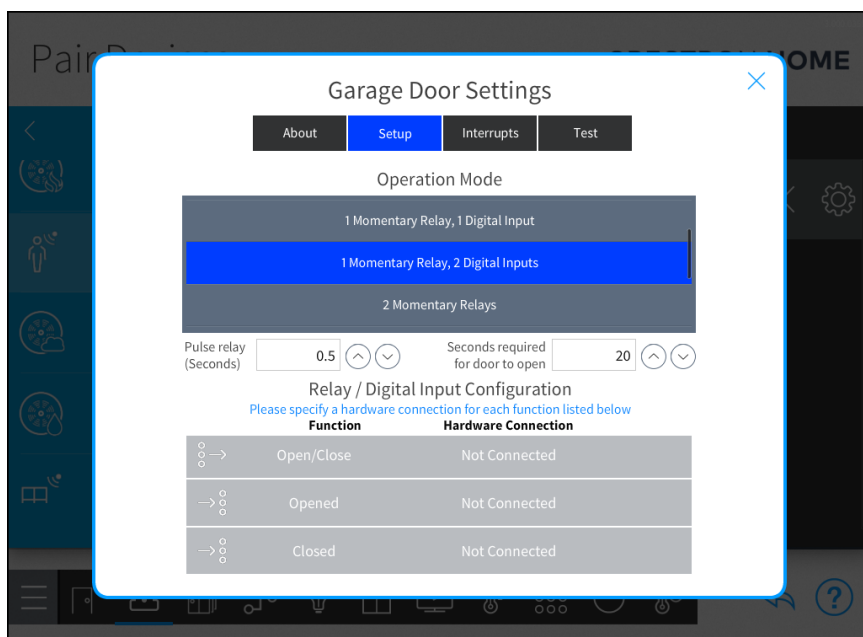 Pair
OME
Garage Door Settings
About Setup Interrupts Test
Operation Mode
1 Momentary Relay, 1 Digital Input
1 Momentary Relay, 2 Digital Inputs
2 Momentary Relays
Pulse relay
(Seconds)
0.5
Seconds required
for door to open
20
Relay / Digital Input Configuration
Please specify a hardware connection for each function listed below
Function Hardware Connection
Open/Close Not Connected
Opened Not Connected
Closed Not Connected
?